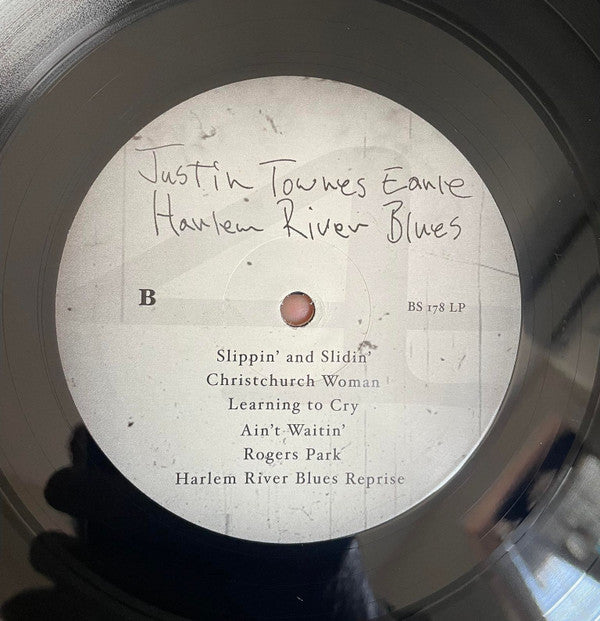 Justin Townes Earle
Harlem River Blues
B
BS 178 LP
Slippin' and Slidin'
Christchurch Woman
Learning to Cry
Ain't Waitin'
Rogers Park
Harlem River Blues Reprise